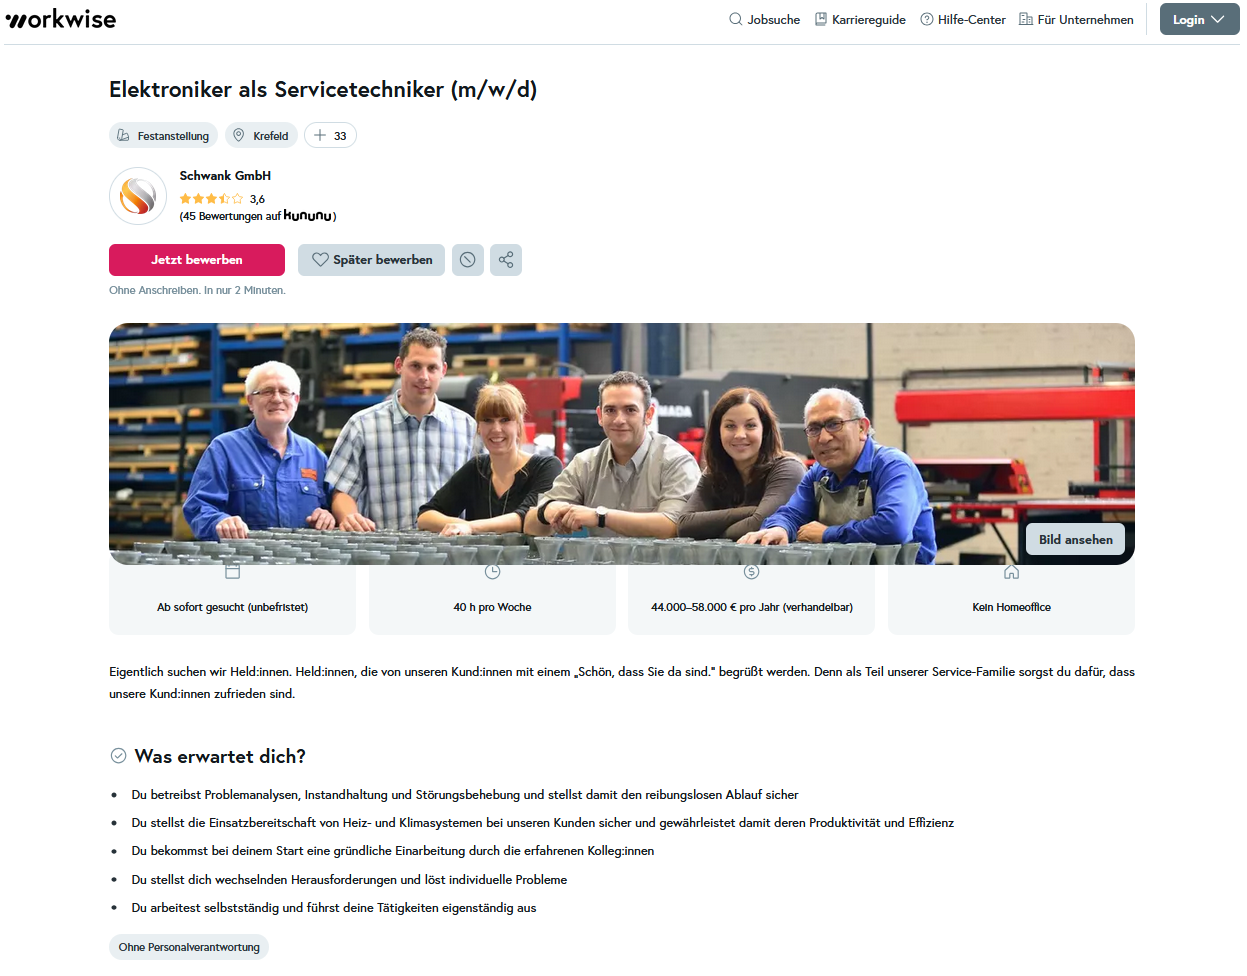 workwise
Jobsuche
Karriereguide
Hilfe-Center
Für Unternehmen
Login
Elektroniker als Servicetechniker (m/w/d)
Festanstellung
Krefeld
33
Schwank GmbH
3,6
(45 Bewertungen auf kununu)
Jetzt bewerben
Später bewerben
Ohne Anschreiben. In nur 2 Minuten.
MADA
Bild ansehen
Ab sofort gesucht (unbefristet)
40 h pro Woche
44.000–58.000 € pro Jahr (verhandelbar)
Kein Homeoffice
Eigentlich suchen wir Held:innen. Held:innen, die von unseren Kund:innen mit einem „Schön, dass Sie da sind." begrüßt werden. Denn als Teil unserer Service-Familie sorgst du dafür, dass
unsere Kund:innen zufrieden sind.
Was erwartet dich?
Du betreibst Problemanalysen, Instandhaltung und Störungsbehebung und stellst damit den reibungslosen Ablauf sicher
Du stellst die Einsatzbereitschaft von Heiz- und Klimasystemen bei unseren Kunden sicher und gewährleistet damit deren Produktivität und Effizienz
Du bekommst bei deinem Start eine gründliche Einarbeitung durch die erfahrenen Kolleg:innen
Du stellst dich wechselnden Herausforderungen und löst individuelle Probleme
Du arbeitest selbstständig und führst deine Tätigkeiten eigenständig aus
Ohne Personalverantwortung